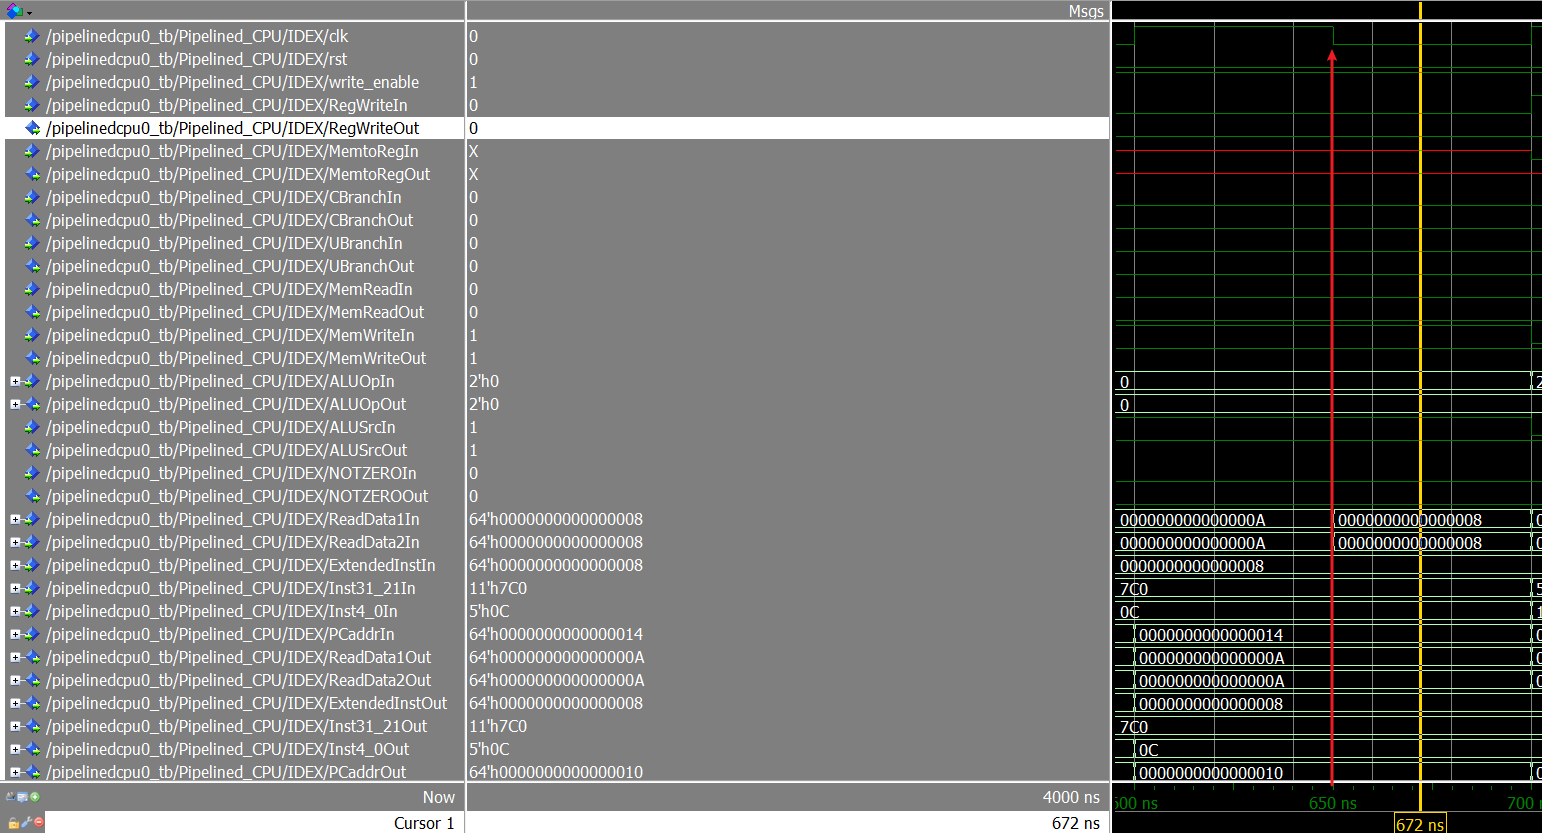 Msgs
/pipelinedcpu0_tb/Pipelined_CPU/IDEX/clk 0
/pipelinedcpu0_tb/Pipelined_CPU/IDEX/rst 0
/pipelinedcpu0_tb/Pipelined_CPU/IDEX/write_enable 1
/pipelinedcpu0_tb/Pipelined_CPU/IDEX/RegWriteIn 0
/pipelinedcpu0_tb/Pipelined_CPU/IDEX/RegWriteOut 0
/pipelinedcpu0_tb/Pipelined_CPU/IDEX/MemtoRegIn X
/pipelinedcpu0_tb/Pipelined_CPU/IDEX/MemtoRegOut X
/pipelinedcpu0_tb/Pipelined_CPU/IDEX/CBranchIn 0
/pipelinedcpu0_tb/Pipelined_CPU/IDEX/CBranchOut 0
/pipelinedcpu0_tb/Pipelined_CPU/IDEX/UBranchIn 0
/pipelinedcpu0_tb/Pipelined_CPU/IDEX/UBranchOut 0
/pipelinedcpu0_tb/Pipelined_CPU/IDEX/MemReadIn 0
/pipelinedcpu0_tb/Pipelined_CPU/IDEX/MemReadOut 0
/pipelinedcpu0_tb/Pipelined_CPU/IDEX/MemWriteIn 1
/pipelinedcpu0_tb/Pipelined_CPU/IDEX/MemWriteOut 1
/pipelinedcpu0_tb/Pipelined_CPU/IDEX/ALUOpIn 2'h0 0 2
/pipelinedcpu0_tb/Pipelined_CPU/IDEX/ALUOpOut 2'h0 0
/pipelinedcpu0_tb/Pipelined_CPU/IDEX/ALUSrcIn 1
/pipelinedcpu0_tb/Pipelined_CPU/IDEX/ALUSrcOut 1
/pipelinedcpu0_tb/Pipelined_CPU/IDEX/NOTZEROIn 0
/pipelinedcpu0_tb/Pipelined_CPU/IDEX/NOTZEROOut 0
/pipelinedcpu0_tb/Pipelined_CPU/IDEX/ReadData1In 64'h0000000000000008 000000000000000A 0000000000000008 0
/pipelinedcpu0_tb/Pipelined_CPU/IDEX/ReadData2In 64'h0000000000000008 000000000000000A 0000000000000008 0
/pipelinedcpu0_tb/Pipelined_CPU/IDEX/ExtendedInstIn 64'h0000000000000008 0000000000000008
/pipelinedcpu0_tb/Pipelined_CPU/IDEX/Inst31_21In 11'h7C0 7C0 5
/pipelinedcpu0_tb/Pipelined_CPU/IDEX/Inst4_0In 5'h0C 0C 1
/pipelinedcpu0_tb/Pipelined_CPU/IDEX/PCaddrIn 64'h0000000000000014 0000000000000014 0
/pipelinedcpu0_tb/Pipelined_CPU/IDEX/ReadData1Out 64'h000000000000000A 000000000000000A 0
/pipelinedcpu0_tb/Pipelined_CPU/IDEX/ReadData2Out 64'h000000000000000A 000000000000000A 0
/pipelinedcpu0_tb/Pipelined_CPU/IDEX/ExtendedInstOut 64'h0000000000000008 0000000000000008
/pipelinedcpu0_tb/Pipelined_CPU/IDEX/Inst31_21Out 11'h7C0 7C0
/pipelinedcpu0_tb/Pipelined_CPU/IDEX/Inst4_0Out 5'h0C 0C
/pipelinedcpu0_tb/Pipelined_CPU/IDEX/PCaddrOut 64'h0000000000000010 0000000000000010 0
Now 4000 ns 00 ns 650 ns 700 ns
Cursor 1 672 ns 672 ns